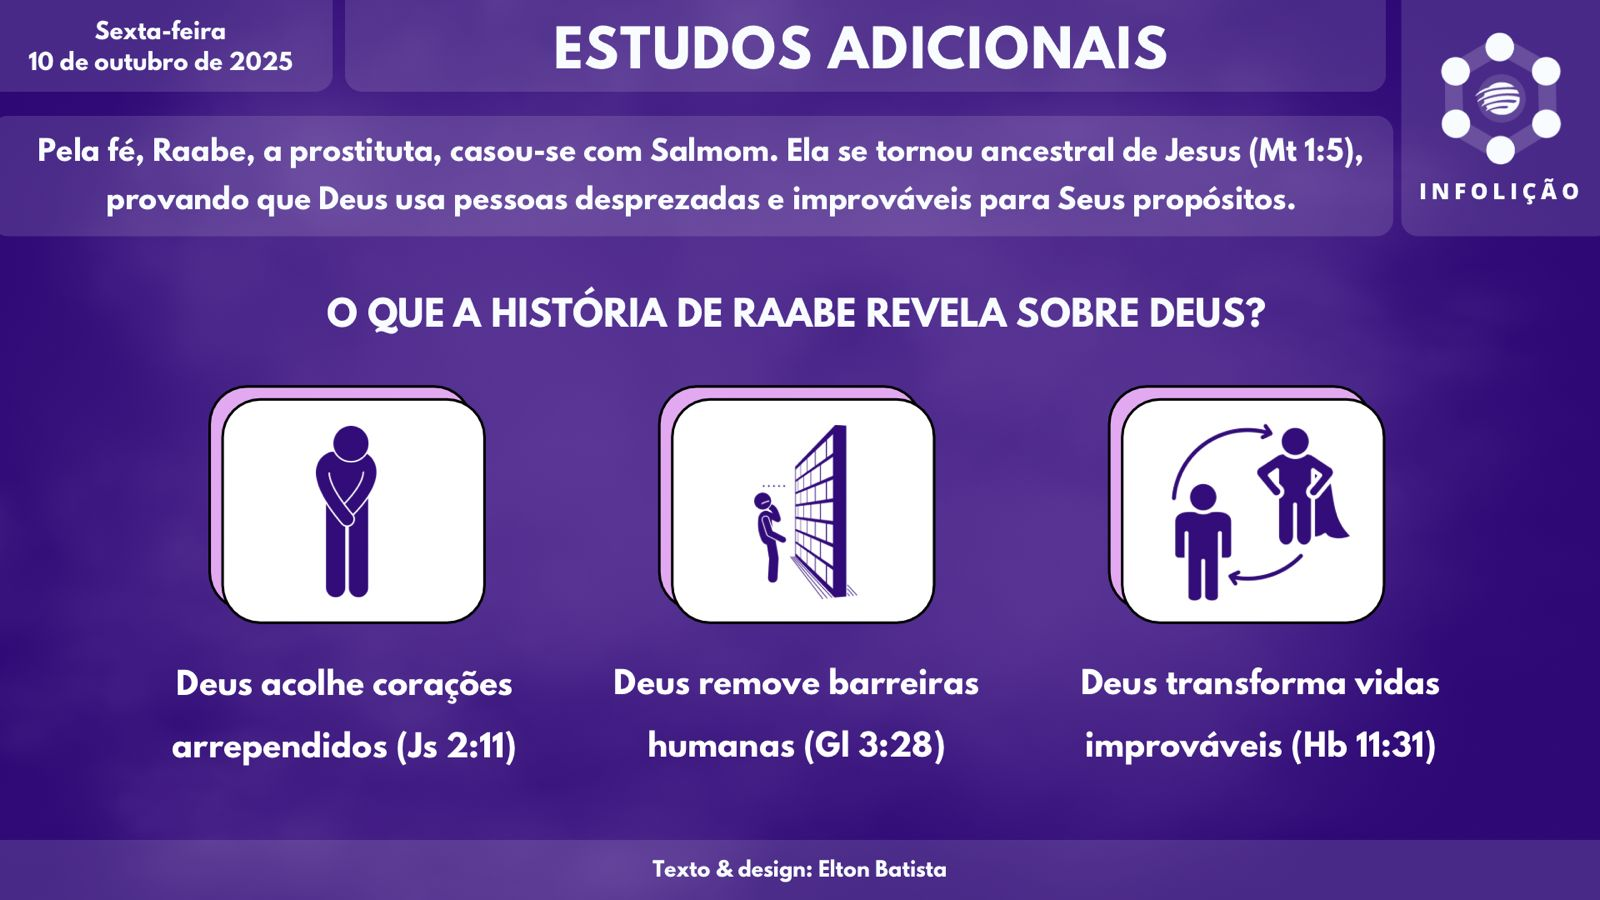 Sexta-feira
10 de outubro de 2025
ESTUDOS ADICIONAIS
INFOLIÇÃO
Pela fé, Raabe, a prostituta, casou-se com Salmom. Ela se tornou ancestral de Jesus (Mt 1:5),
provando que Deus usa pessoas desprezadas e improváveis para Seus propósitos.
O QUE A HISTÓRIA DE RAABE REVELA SOBRE DEUS?
Deus acolhe corações
arrependidos (Js 2:11)
Deus remove barreiras
humanas (Gl 3:28)
Deus transforma vidas
improváveis (Hb 11:31)
Texto & design: Elton Batista